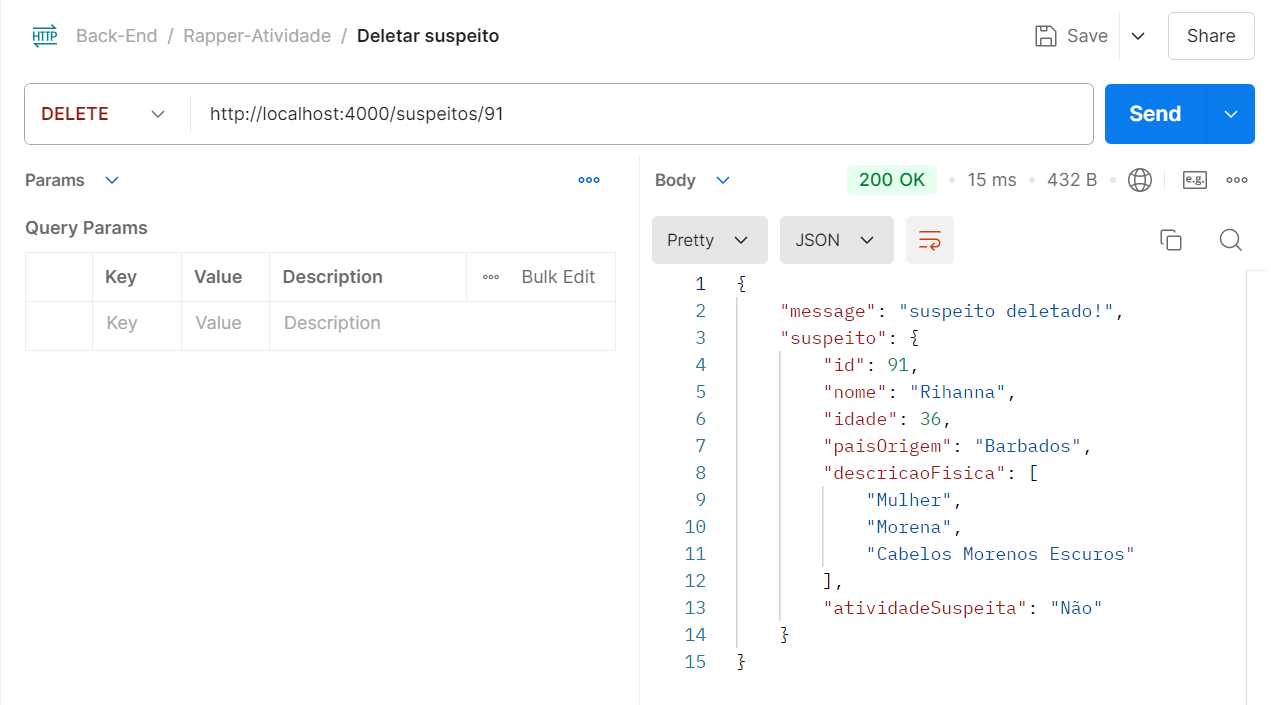 HTTP Back-End / Rapper-Atividade / Deletar suspeito
Save
Share
DELETE
http://localhost:4000/suspeitos/91
Send
Params
Query Params
Key Value Description Bulk Edit
Key Value Description
Body
200 OK 15 ms 432 B e.g.
Pretty JSON
1 {
2 "message": "suspeito deletado!",
3 "suspeito": {
4 "id": 91,
5 "nome": "Rihanna",
6 "idade": 36,
7 "paisOrigem": "Barbados",
8 "descricaoFisica": [
9 "Mulher",
10 "Morena",
11 "Cabelos Morenos Escuros"
12 ],
13 "atividadeSuspeita": "Não"
14 }
15 }